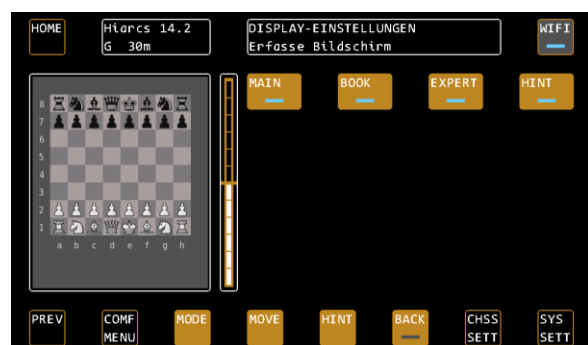 HOME
Hiarcs 14.2
G 30m
DISPLAY-EINSTELLUNGEN
Erfasse Bildschirm
WIFI
MAIN
BOOK
EXPERT
HINT
8
7
6
5
4
3
2
1
a b c d e f g h
PREV
COMF
MENU
MODE
MOVE
HINT
BACK
CHSS
SETT
SYS
SETT